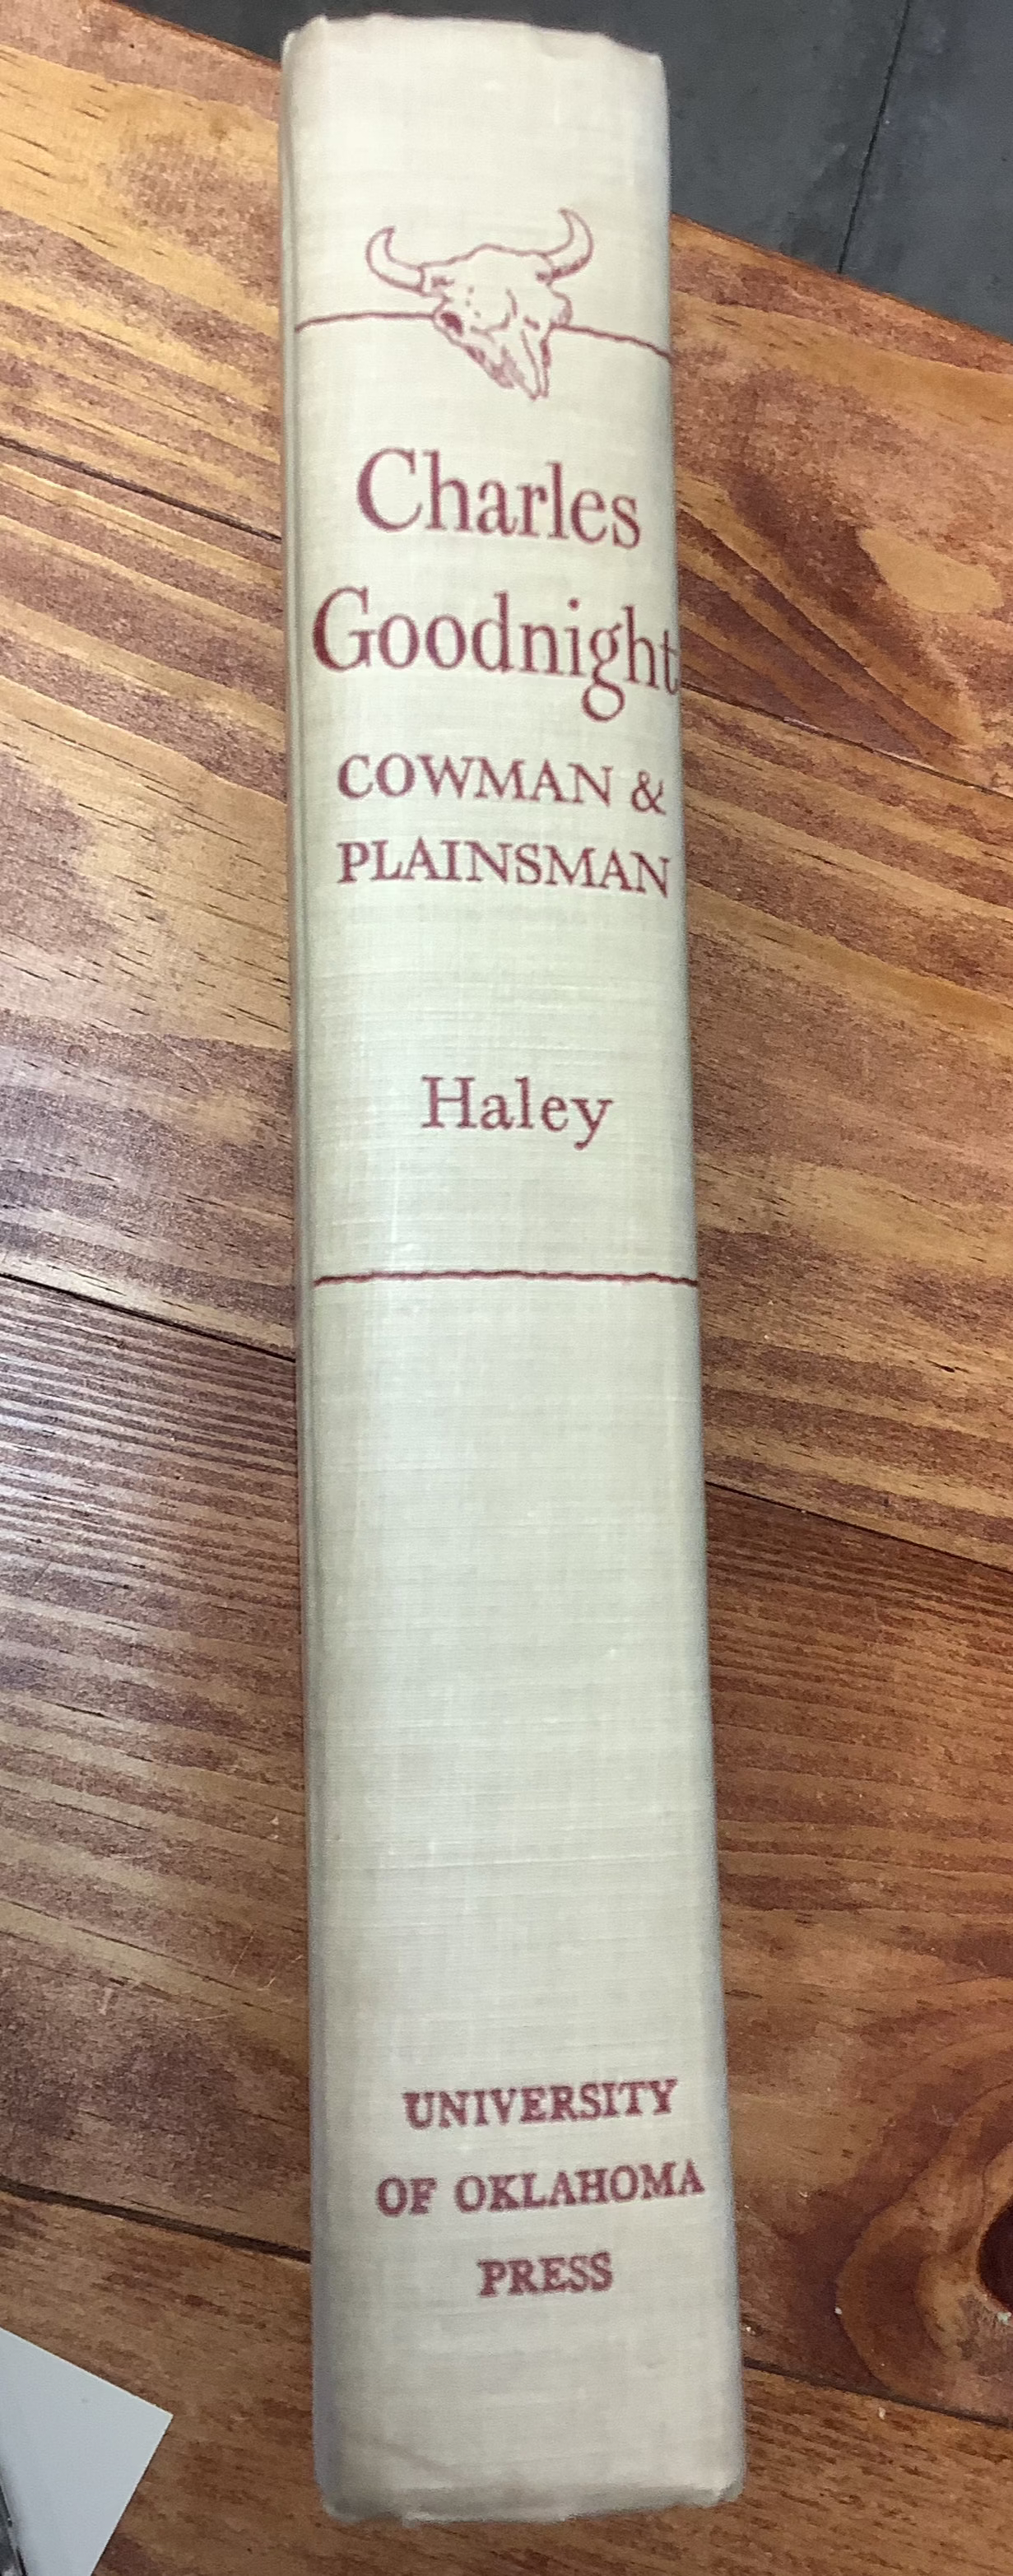 Charles
Goodnight
COWMAN &
PLAINSMAN
Haley
UNIVERSITY
OF OKLAHOMA
PRESS